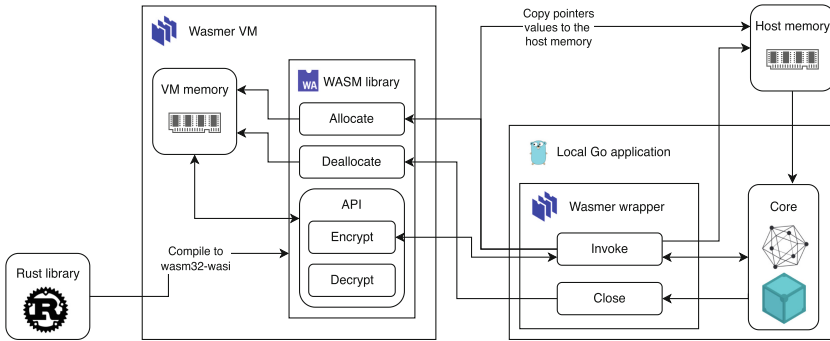 Wasmer VM
Copy pointers
values to the
host memory
Host memory
VM memory
WA
WASM library
Allocate
Deallocate
API
Encrypt
Decrypt
Compile to
wasm32-wasi
Rust library
R
Local Go application
Wasmer wrapper
Invoke
Close
Core